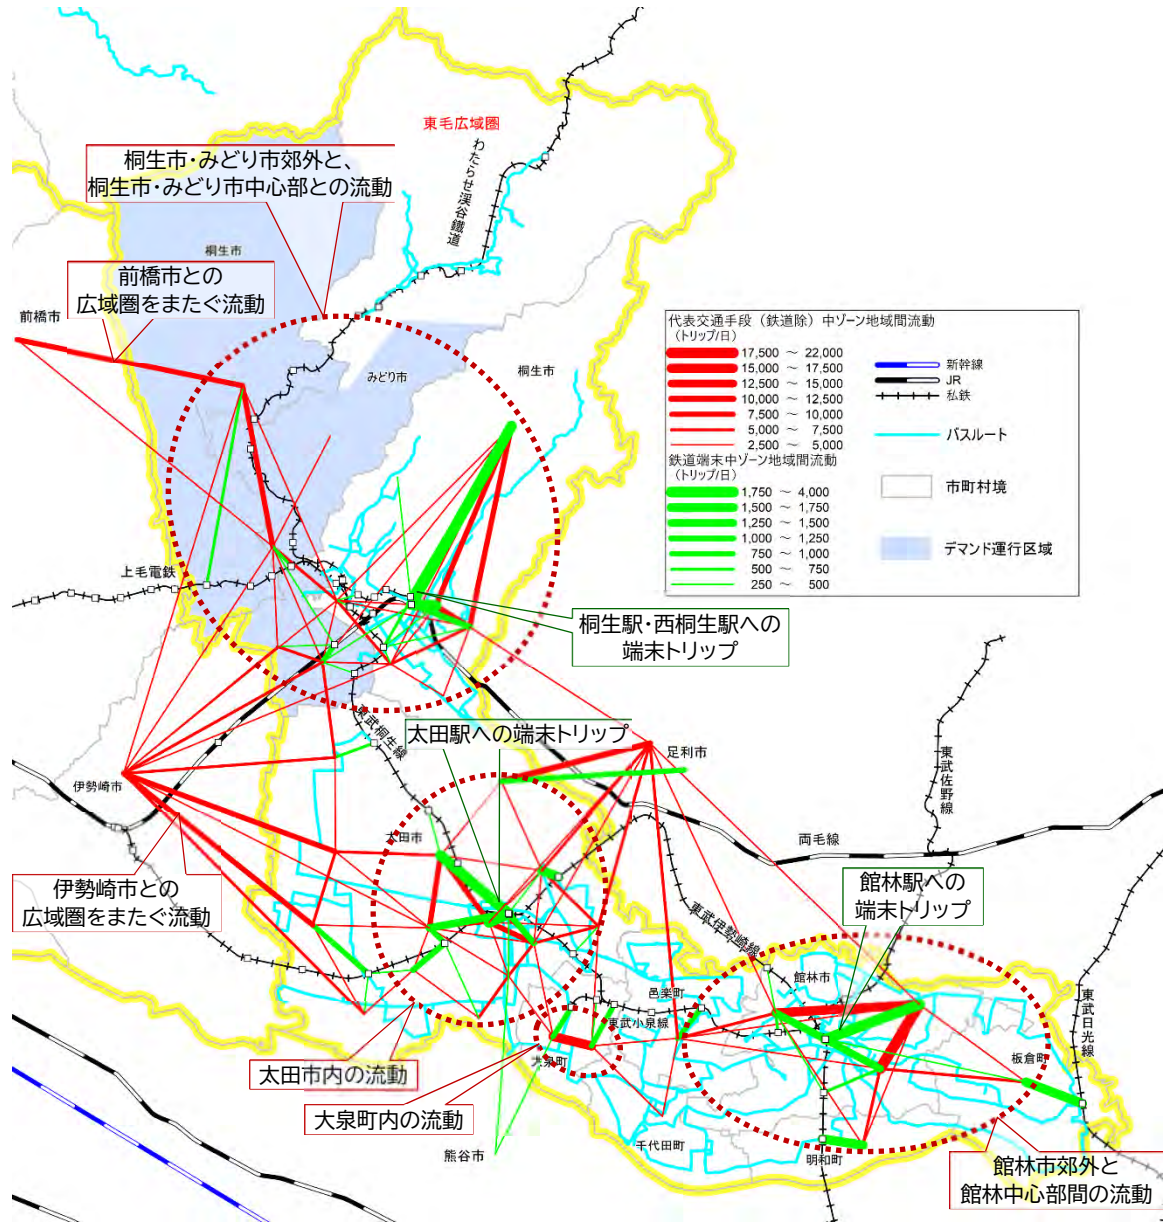 東毛広域圏
わたらせ渓谷鐵道
桐生市・みどり市郊外と、
桐生市・みどり市中心部との流動
桐生市
前橋市との
広域圏をまたぐ流動
前橋市
みどり市
桐生市
代表交通手段（鉄道除）中ゾーン地域間流動
（トリップ/日）
17,500 ～ 22,000
15,000 ～ 17,500
12,500 ～ 15,000
10,000 ～ 12,500
7,500 ～ 10,000
5,000 ～ 7,500
2,500 ～ 5,000
鉄道端末中ゾーン地域間流動
（トリップ/日）
1,750 ～ 4,000
1,500 ～ 1,750
1,250 ～ 1,500
1,000 ～ 1,250
750 ～ 1,000
500 ～ 750
250 ～ 500
新幹線
JR
私鉄
バスルート
市町村境
デマンド運行区域
上毛電鉄
桐生駅・西桐生駅への
端末トリップ
東武桐生線
太田駅への端末トリップ
足利市
伊勢崎市
東武佐野線
太田市
両毛線
伊勢崎市との
広域圏をまたぐ流動
館林駅への
端末トリップ
東武伊勢崎線
館林市
邑楽町
東武小泉線
東武日光線
大泉町
板倉町
太田市内の流動
大泉町内の流動
千代田町
明和町
熊谷市
館林市郊外と
館林中心部間の流動